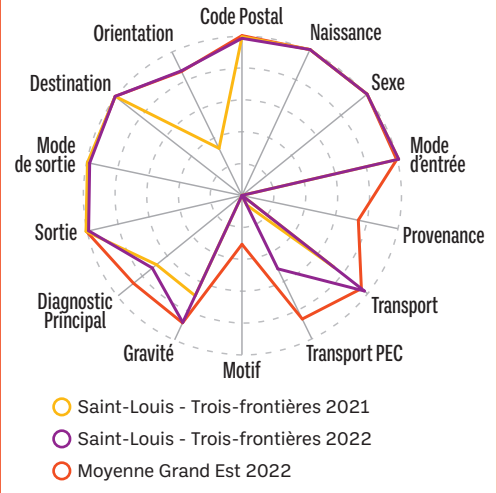 Code Postal
Naissance
Sexe
Mode
d'entrée
Provenance
Transport
Transport PEC
Motif
Gravité
Diagnostic
Principal
Sortie
Mode
de sortie
Destination
Orientation
Saint-Louis - Trois-frontières 2021
Saint-Louis - Trois-frontières 2022
Moyenne Grand Est 2022